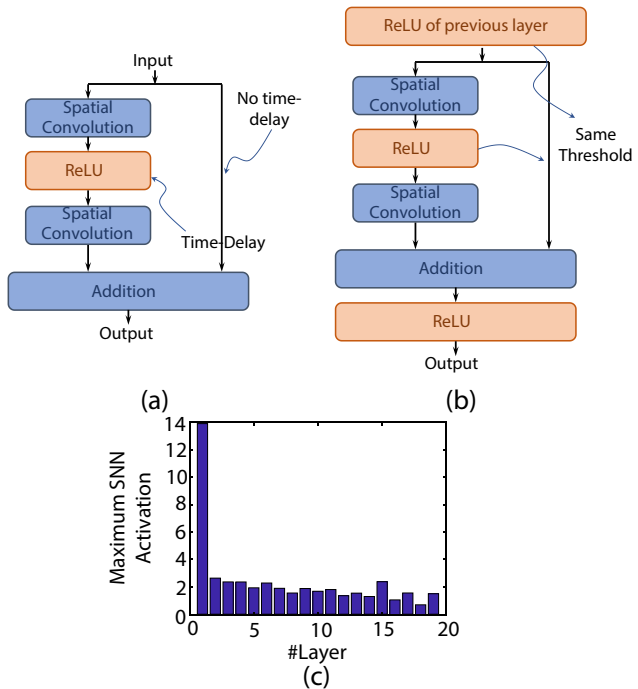 Input
Spatial
Convolution
ReLU
Spatial
Convolution
Addition
Output
No time-
delay
Time-Delay
(a)
ReLU of previous layer
Spatial
Convolution
ReLU
Spatial
Convolution
Same
Threshold
Addition
ReLU
Output
(b)
Maximum SNN
Activation
14
12
10
8
6
4
2
0
0 5 10 15 20
#Layer
(c)